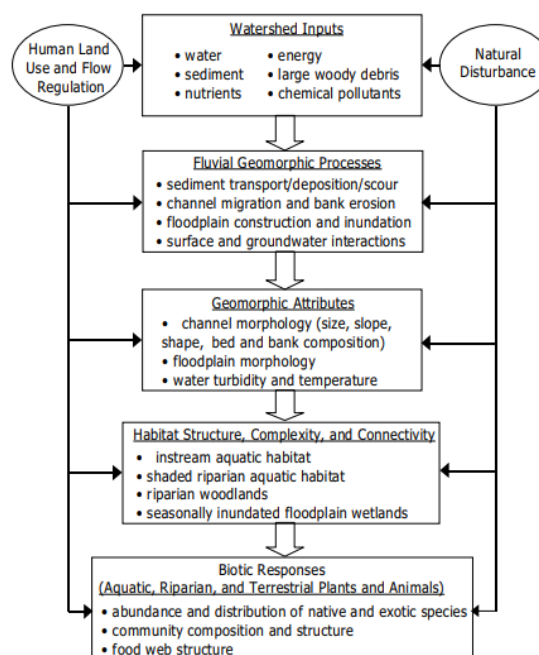 Human Land
Use and Flow
Regulation
Watershed Inputs
• water • energy
• sediment • large woody debris
• nutrients • chemical pollutants
Natural
Disturbance
Fluvial Geomorphic Processes
• sediment transport/deposition/scour
• channel migration and bank erosion
• floodplain construction and inundation
• surface and groundwater interactions
Geomorphic Attributes
• channel morphology (size, slope,
shape, bed and bank composition)
• floodplain morphology
• water turbidity and temperature
Habitat Structure, Complexity, and Connectivity
• instream aquatic habitat
• shaded riparian aquatic habitat
• riparian woodlands
• seasonally inundated floodplain wetlands
Biotic Responses
(Aquatic, Riparian, and Terrestrial Plants and Animals)
• abundance and distribution of native and exotic species
• community composition and structure
• food web structure